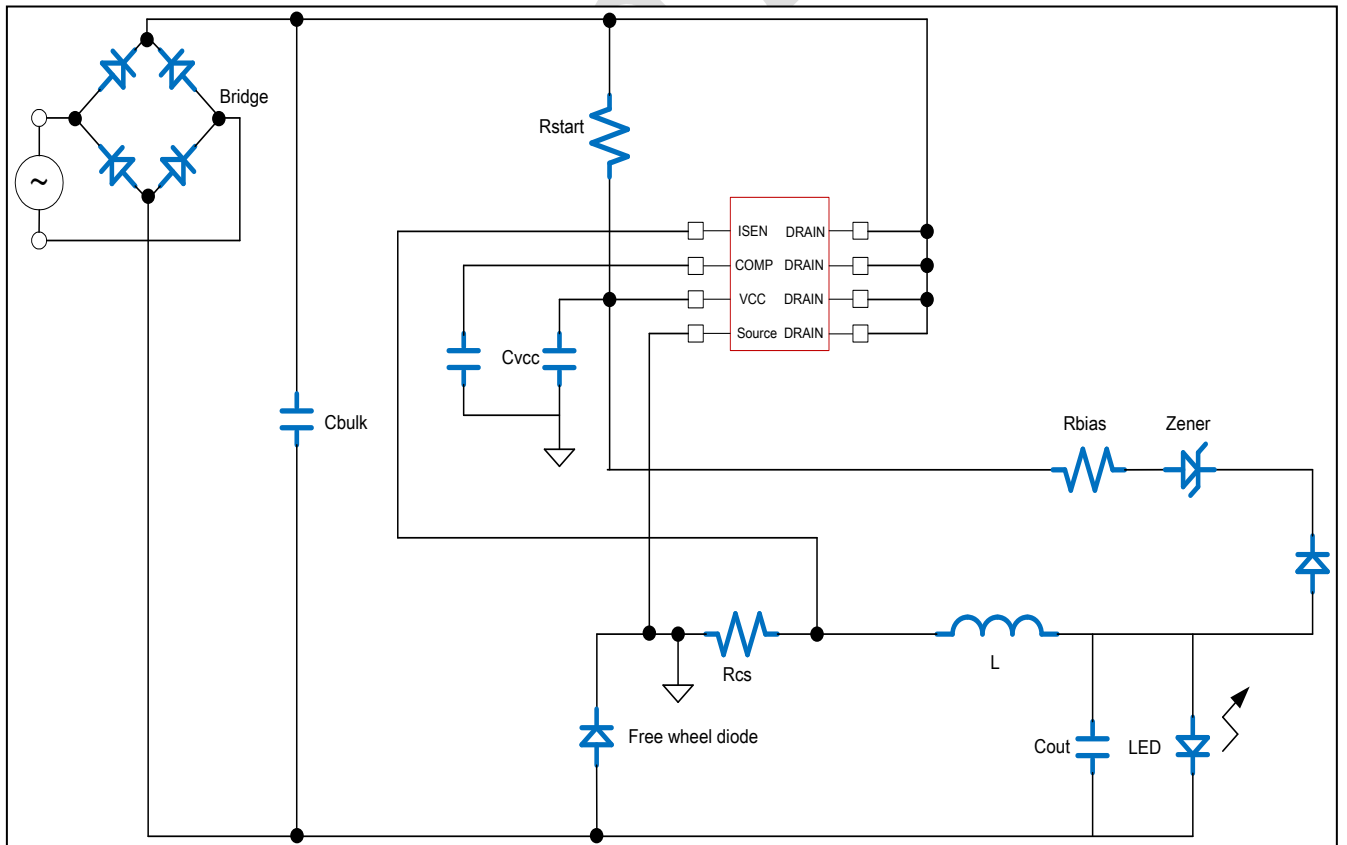 Bridge
~
Rstart
ISEN DRAIN
COMP DRAIN
VCC DRAIN
Source DRAIN
Cvcc
Cbulk
Rbias Zener
Rcs
L
Free wheel diode
Cout LED